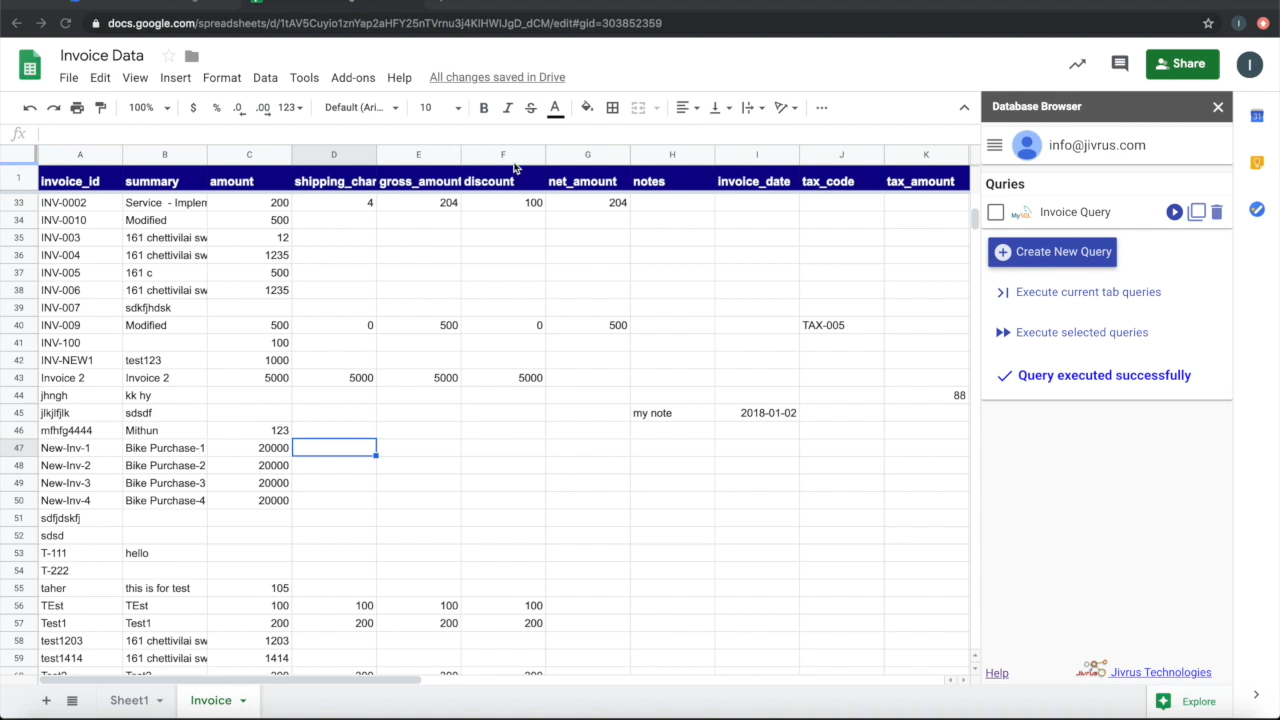 docs.google.com/spreadsheets/d/1tAV5Cuyio1znYap2aHFY25nTVrnu3j4KIHWIJgD_dCM/edit#gid=303852359
I
Invoice Data
File Edit View Insert Format Data Tools Add-ons Help All changes saved in Drive
Share
I
100% $ % .0 .00 123 Default (Ari... 10 B I S A ...
Database Browser
fx
info@jivrus.com
A B C D E F G H I J K
1 invoice_id summary amount shipping_char gross_amount discount net_amount notes invoice_date tax_code tax_amount
33 INV-0002 Service - Implem 200 4 204 100 204
34 INV-0010 Modified 500
35 INV-003 161 chettivilai sw 12
36 INV-004 161 chettivilai sw 1235
37 INV-005 161 c 500
38 INV-006 161 chettivilai sw 1235
39 INV-007 sdkfjhdsk
40 INV-009 Modified 500 0 500 0 500 TAX-005
41 INV-100 100
42 INV-NEW1 test123 1000
43 Invoice 2 Invoice 2 5000 5000 5000 5000
44 jhngh kk hy 88
45 jlkjlfjlk sdsdf my note 2018-01-02
46 mfhfg4444 Mithun 123
47 New-Inv-1 Bike Purchase-1 20000
48 New-Inv-2 Bike Purchase-2 20000
49 New-Inv-3 Bike Purchase-3 20000
50 New-Inv-4 Bike Purchase-4 20000
51 sdfjdskfj
52 sdsd
53 T-111 hello
54 T-222
55 taher this is for test 105
56 TEst TEst 100 100 100 100
57 Test1 Test1 200 200 200 200
58 test1203 161 chettivilai sw 1203
59 test1414 161 chettivilai sw 1414
Quries
MySQL Invoice Query
Create New Query
Execute current tab queries
Execute selected queries
Query executed successfully
Help
Jivrus Jivrus Technologies
31
Sheet1 Invoice
Explore